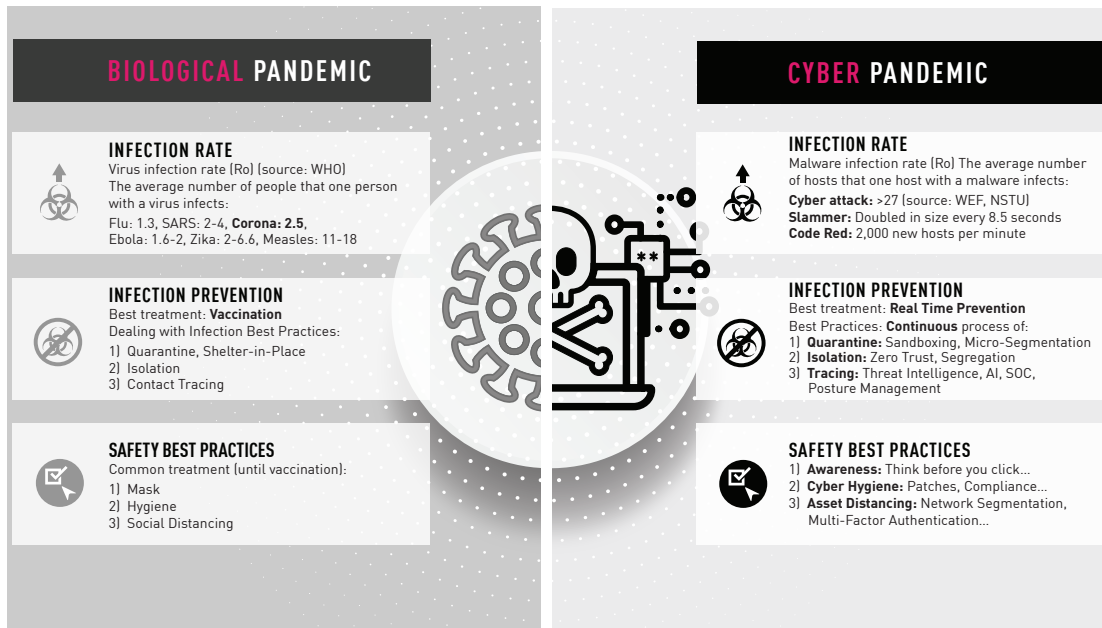 BIOLOGICAL PANDEMIC
INFECTION RATE
Virus infection rate (Ro) (source: WHO)
The average number of people that one person
with a virus infects:
Flu: 1.3, SARS: 2-4, Corona: 2.5,
Ebola: 1.6-2, Zika: 2-6.6, Measles: 11-18
INFECTION PREVENTION
Best treatment: Vaccination
Dealing with Infection Best Practices:
1) Quarantine, Shelter-in-Place
2) Isolation
3) Contact Tracing
SAFETY BEST PRACTICES
Common treatment (until vaccination):
1) Mask
2) Hygiene
3) Social Distancing
CYBER PANDEMIC
INFECTION RATE
Malware infection rate (Ro) The average number
of hosts that one host with a malware infects:
Cyber attack: >27 (source: WEF, NSTU)
Slammer: Doubled in size every 8.5 seconds
Code Red: 2,000 new hosts per minute
INFECTION PREVENTION
Best treatment: Real Time Prevention
Best Practices: Continuous process of:
1) Quarantine: Sandboxing, Micro-Segmentation
2) Isolation: Zero Trust, Segregation
3) Tracing: Threat Intelligence, AI, SOC,
Posture Management
SAFETY BEST PRACTICES
1) Awareness: Think before you click...
2) Cyber Hygiene: Patches, Compliance...
3) Asset Distancing: Network Segmentation,
Multi-Factor Authentication...
**